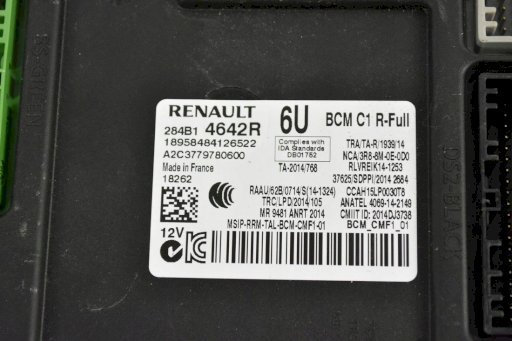 RENAULT 6U BCM C1 R-Full
284B1 4642R
18958484126522
A2C3779780600
Made in France
18262
Complies with
IDA Standards
DB01752
TA-2014/768
TRA/TA-R/1939/14
NCA/3R8-8M-0E-0D0
RLVREIK14-1253
37625/SDPPI/2014 2684
RAAU/62B/0714/S(14-1324)
CCAH15LP0030T8
TRC/LPD/2014/105
ANATEL 4069-14-2149
MR 9481 ANRT 2014
CMIIT ID: 2014DJ3738
12V
MSIP-RRM-TAL-BCM-CMF1-01
BCM_CMF1_01